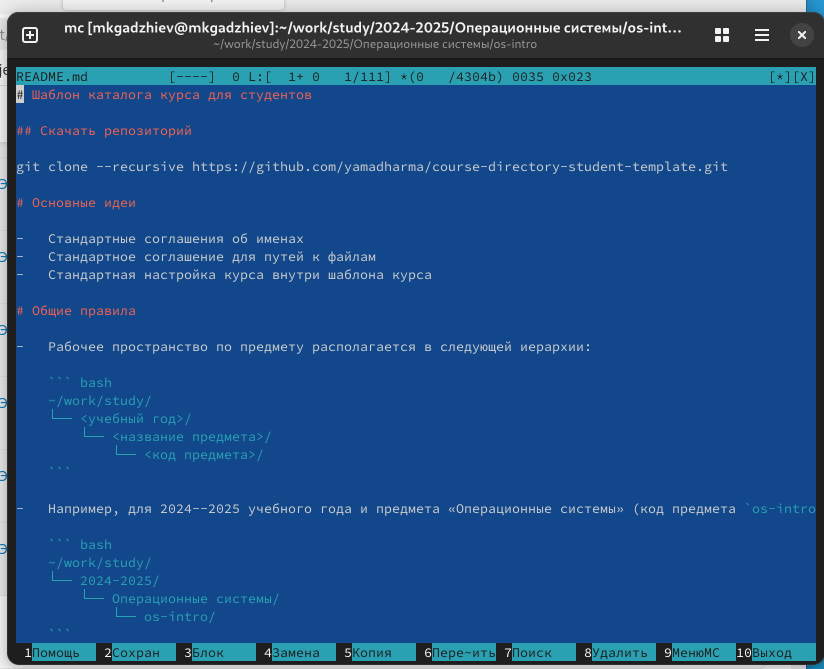 mc [mkgadzhiev@mkgadzhiev]:~/work/study/2024-2025/Операционные системы/os-int...
~/work/study/2024-2025/Операционные системы/os-intro
README.md          [----]  0 L:[  1+ 0   1/111] *(0   /4304b) 0035 0x023                      [*][X]
# Шаблон каталога курса для студентов
## Скачать репозиторий
git clone --recursive https://github.com/yamadharma/course-directory-student-template.git
# Основные идеи
-   Стандартные соглашения об именах
-   Стандартное соглашение для путей к файлам
-   Стандартная настройка курса внутри шаблона курса
# Общие правила
-   Рабочее пространство по предмету располагается в следующей иерархии:
    ``` bash
    ~/work/study/
    └── <учебный год>/
        └── <название предмета>/
            └── <код предмета>/
    ```
-   Например, для 2024--2025 учебного года и предмета «Операционные системы» (код предмета `os-intro
    ``` bash
    ~/work/study/
    └── 2024-2025/
        └── Операционные системы/
            └── os-intro/
    ```
1Помощь 2Сохран 3Блок 4Замена 5Копия 6Пере~ить 7Поиск 8Удалить 9МенюMC 10Выход